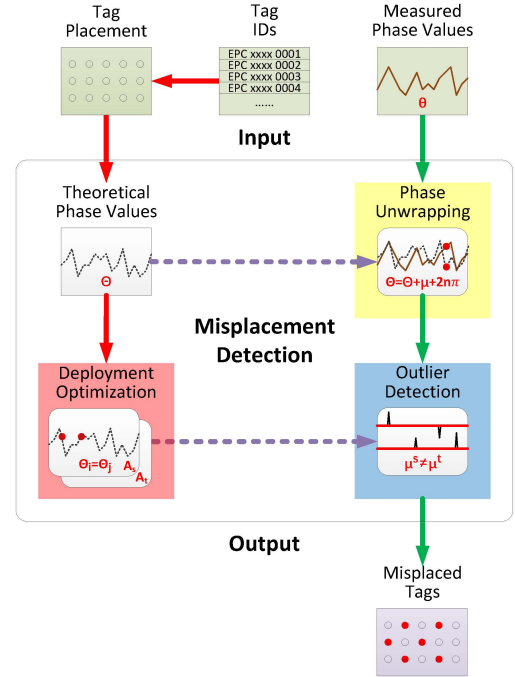 Tag
Placement
Tag
IDs
Measured
Phase Values
EPC xxxx 0001
EPC xxxx 0002
EPC xxxx 0003
EPC xxxx 0004
......
θ
Input
Theoretical
Phase Values
Θ
Phase
Unwrapping
Θ=Θ+μ+2nπ
Misplacement
Detection
Deployment
Optimization
Θi=Θj
As
At
Outlier
Detection
μˢ≠μᵗ
Output
Misplaced
Tags